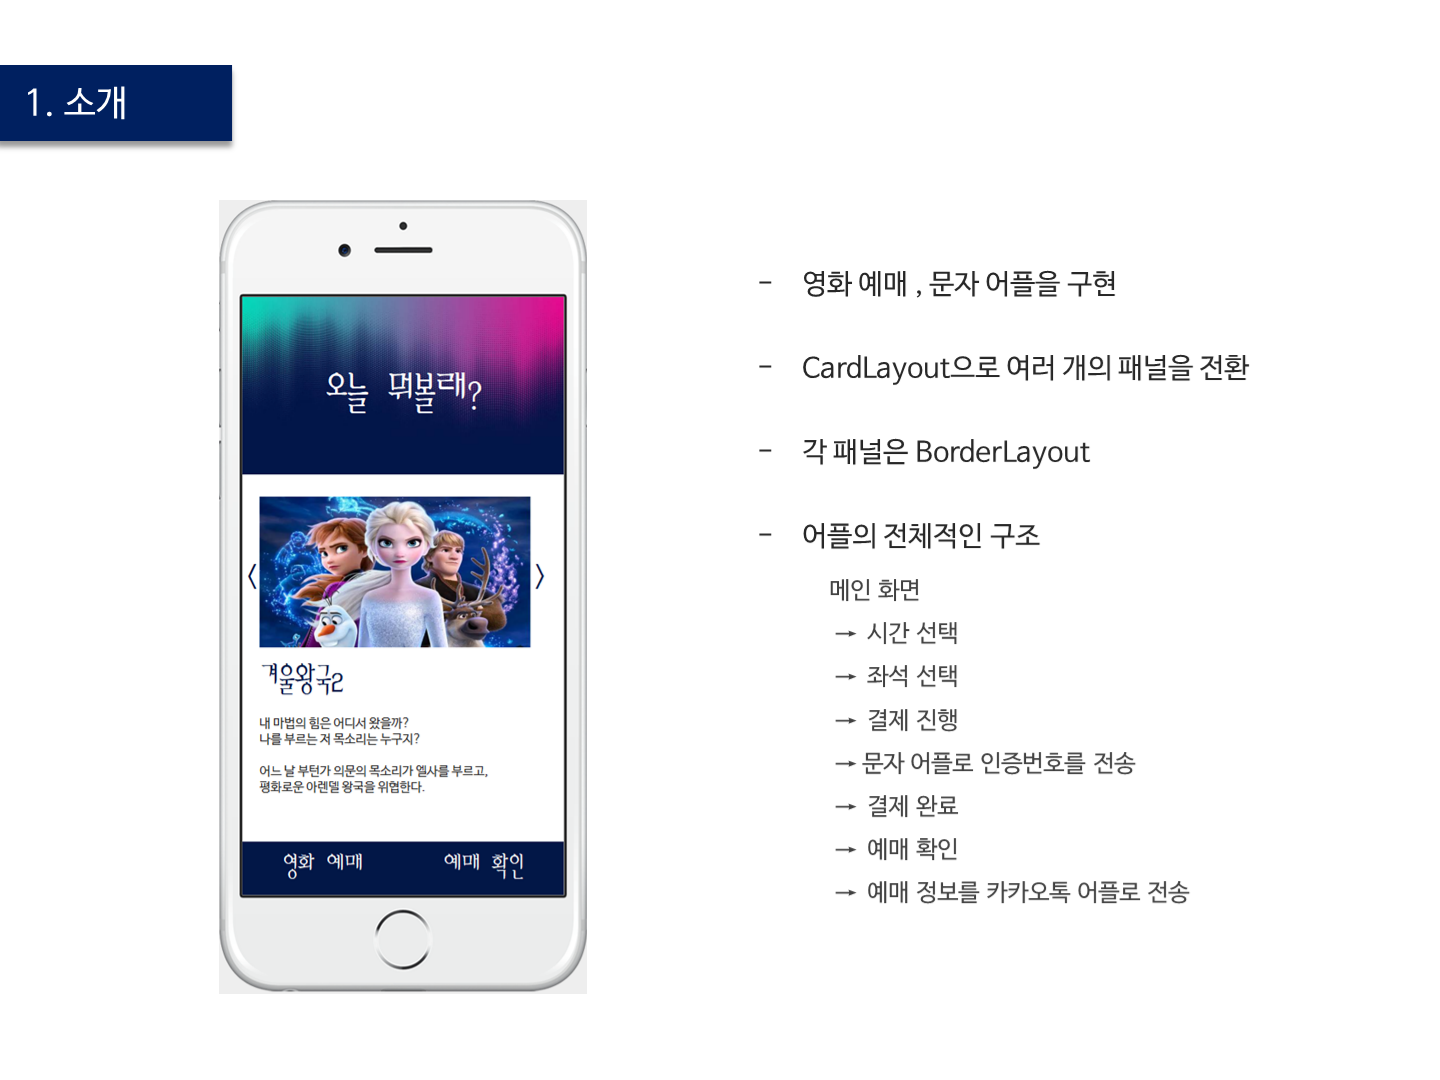 1. 소개
오늘 뭐볼래?
〈 〉
겨울왕국2
내 마법의 힘은 어디서 왔을까?
나를 부르는 저 목소리는 누구지?
어느 날 부턴가 의문의 목소리가 엘사를 부르고,
평화로운 아렌델 왕국을 위협한다.
영화 예매 예매 확인
- 영화 예매 , 문자 어플을 구현
- CardLayout으로 여러 개의 패널을 전환
- 각 패널은 BorderLayout
- 어플의 전체적인 구조
메인 화면
→ 시간 선택
→ 좌석 선택
→ 결제 진행
→ 문자 어플로 인증번호를 전송
→ 결제 완료
→ 예매 확인
→ 예매 정보를 카카오톡 어플로 전송